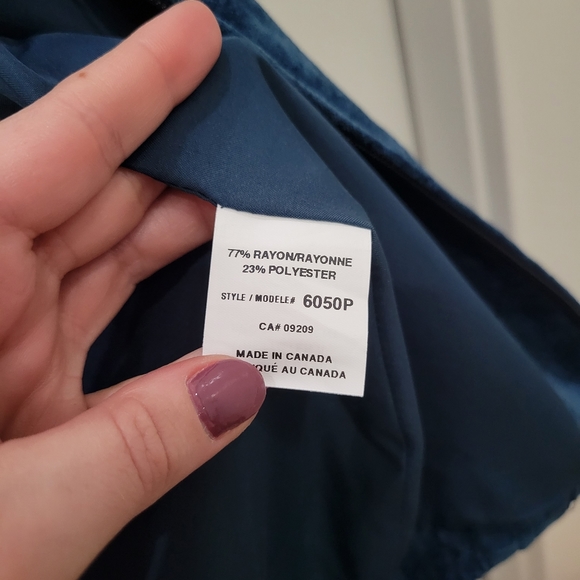 77% RAYON/RAYONNE
23% POLYESTER
STYLE / MODELE# 6050P
CA# 09209
MADE IN CANADA
AU CANADA